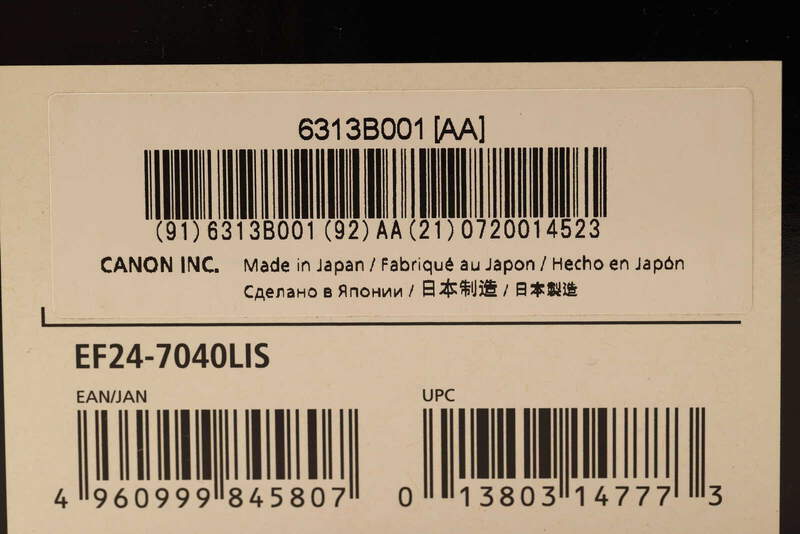 6313B001 [AA]
(91) 6313B001 (92) AA (21) 0720014523
CANON INC. Made in Japan / Fabriqué au Japon / Hecho en Japón
Сделано в Японии / 日本制造 / 日本製造
EF24-7040LIS
EAN/JAN UPC
4 960999 845807 0 13803 14777 3